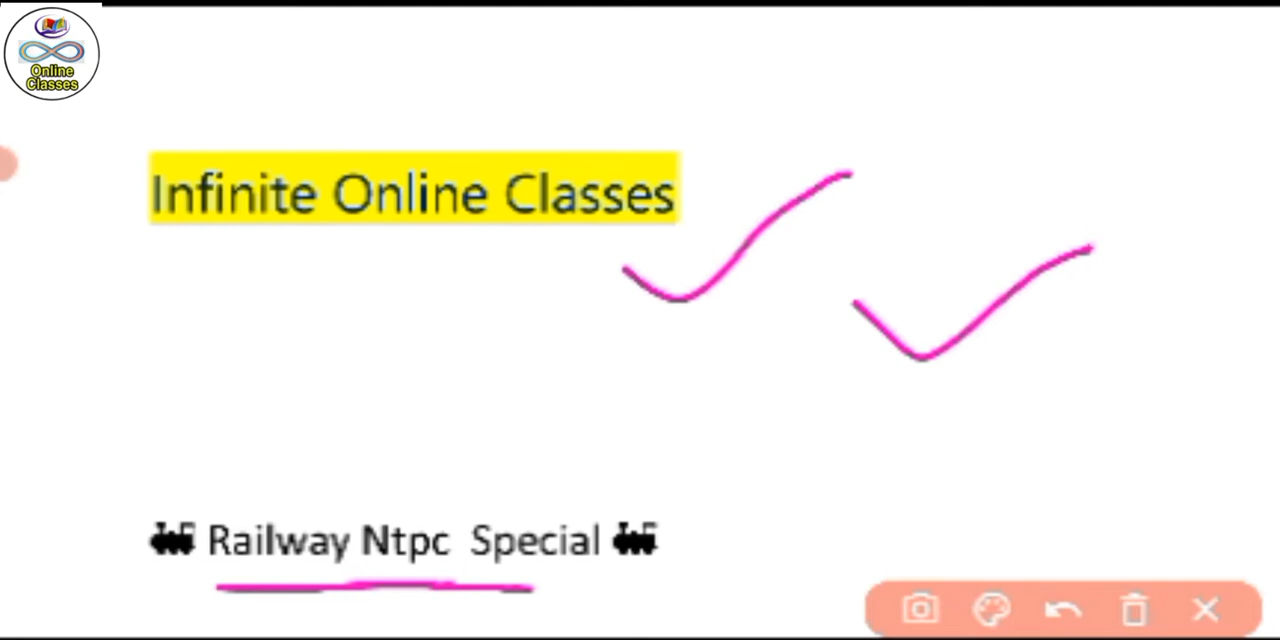 Online
Classes
Infinite Online Classes
🚂 Railway Ntpc Special 🚂